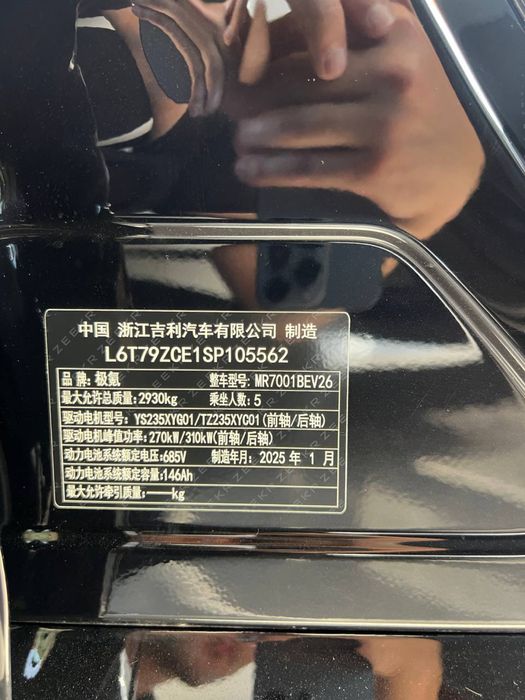 中国 浙江吉利汽车有限公司 制造
L6T79ZCE1SP105562
品牌: 极氪 整车型号: MR7001BEV26
最大允许总质量: 2930kg 乘坐人数: 5
驱动电机型号: YS235XYG01/TZ235XYC01(前轴/后轴)
驱动电机峰值功率: 270kW/310kW(前轴/后轴)
动力电池系统额定电压: 685V 制造年月: 2025 年 1 月
动力电池系统额定容量: 146Ah
最大允许牵引质量: ——kg